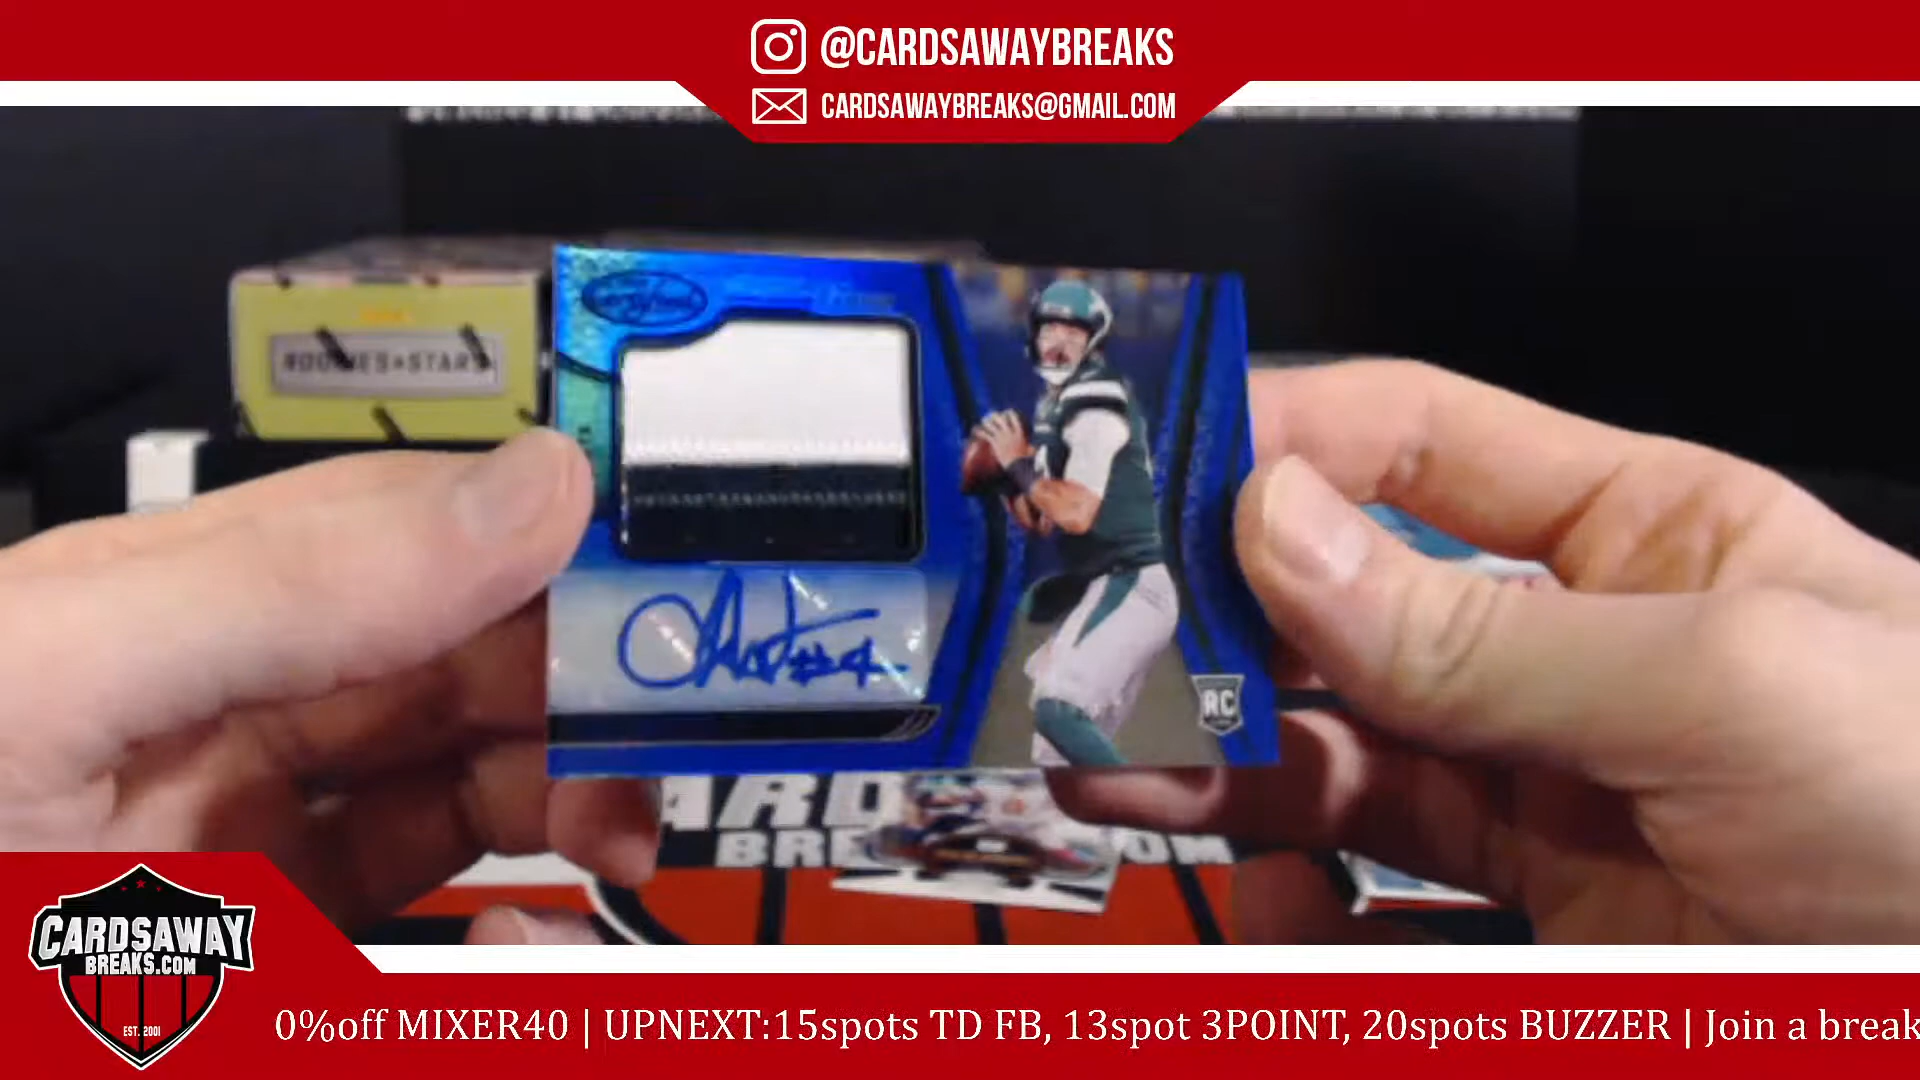 @CARDSAWAYBREAKS
CARDSAWAYBREAKS@GMAIL.COM
ROOKIES&STARS
RC
#4
CARDSAWAY
BREAKS.COM
EST. 2001
0%off MIXER40 | UPNEXT:15spots TD FB, 13spot 3POINT, 20spots BUZZER | Join a break